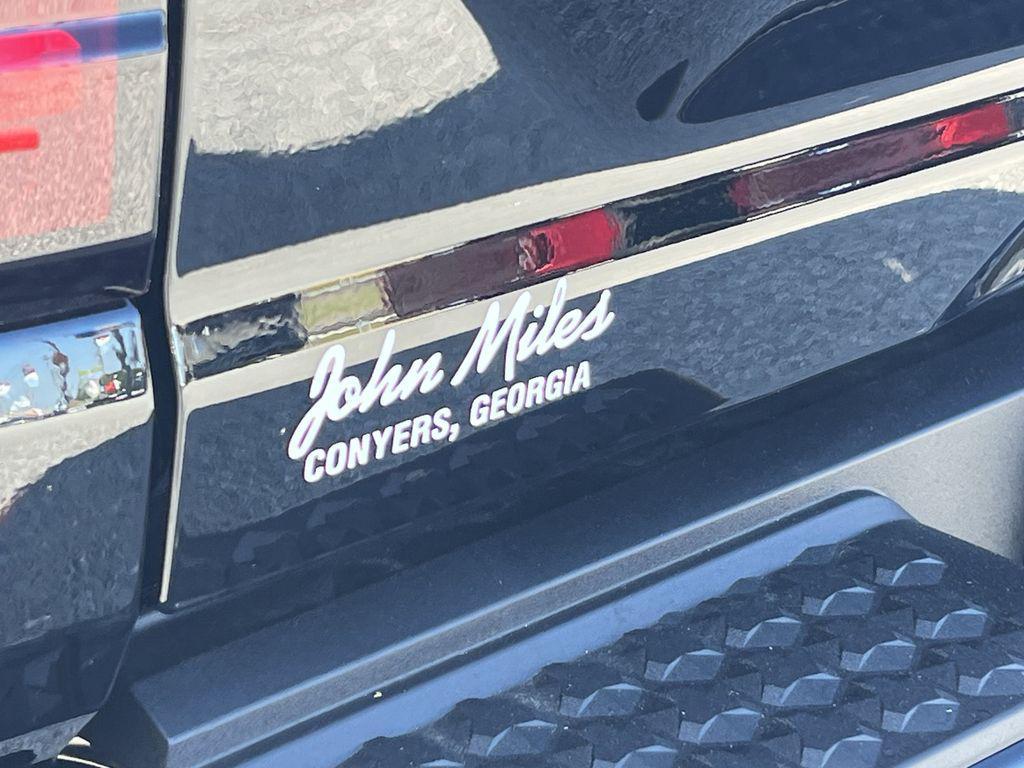 John Miles
CONYERS, GEORGIA